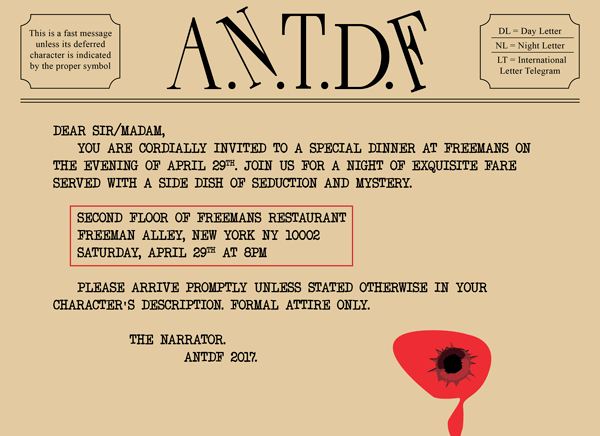 This is a fast message
unless its deferred
character is indicated
by the proper symbol
A.N.T.D.F
DL = Day Letter
NL = Night Letter
LT = International
Letter Telegram
DEAR SIR/MADAM,
YOU ARE CORDIALLY INVITED TO A SPECIAL DINNER AT FREEMANS ON
THE EVENING OF APRIL 29TH. JOIN US FOR A NIGHT OF EXQUISITE FARE
SERVED WITH A SIDE DISH OF SEDUCTION AND MYSTERY.
SECOND FLOOR OF FREEMANS RESTAURANT
FREEMAN ALLEY, NEW YORK NY 10002
SATURDAY, APRIL 29TH AT 8PM
PLEASE ARRIVE PROMPTLY UNLESS STATED OTHERWISE IN YOUR
CHARACTER'S DESCRIPTION. FORMAL ATTIRE ONLY.
THE NARRATOR.
ANTDF 2017.